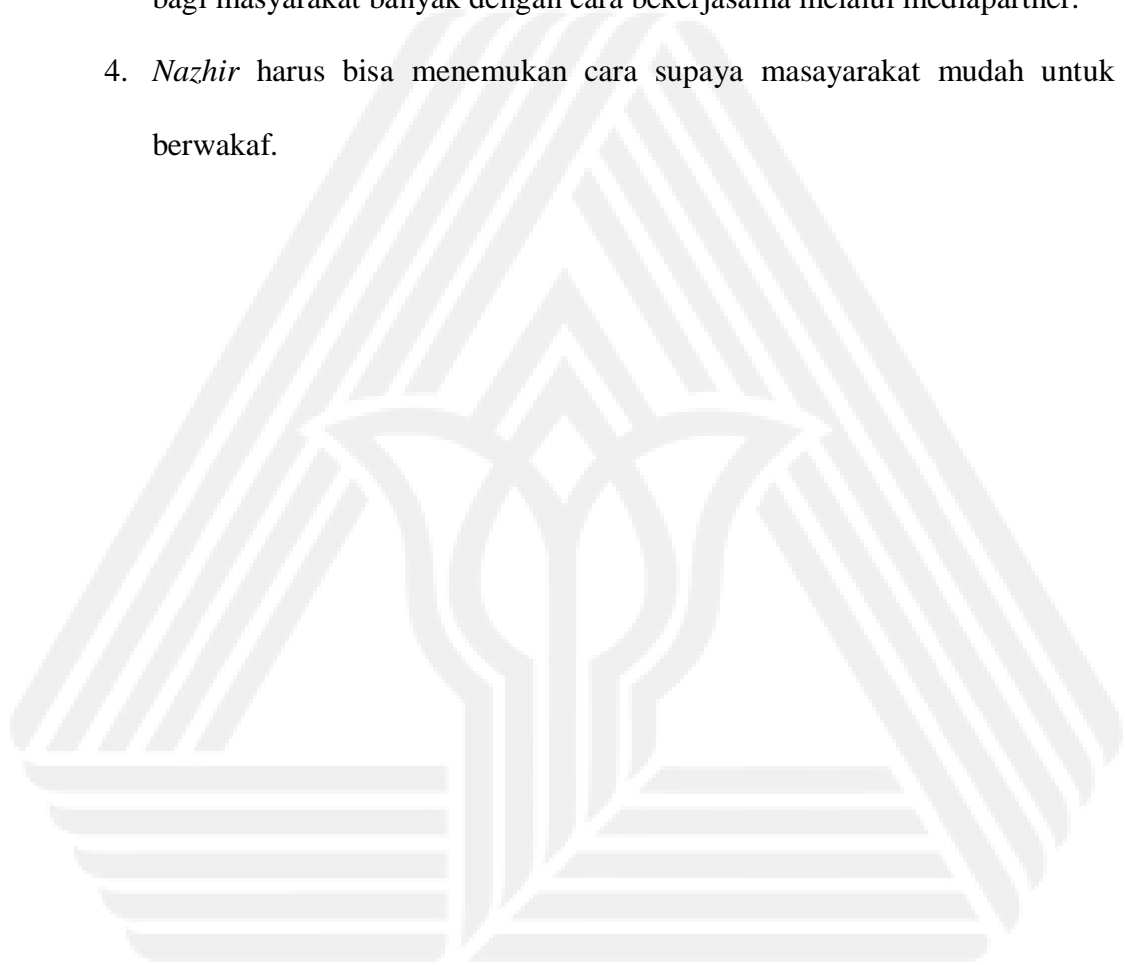 bagi masyarakat banyak dengan cara bekerjasama melalui mediapartner.
4. Nazhir harus bisa menemukan cara supaya masayarakat mudah untuk
berwakaf.